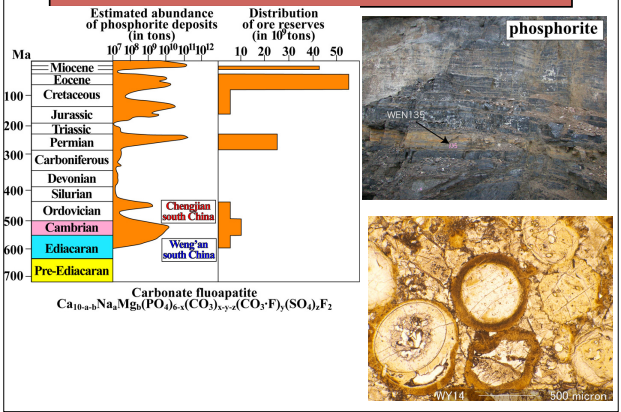 Estimated abundance
of phosphorite deposits
(in tons)
10⁷ 10⁸ 10⁹ 10¹⁰ 10¹¹ 10¹²
Distribution
of ore reserves
(in 10⁹ tons)
10 20 30 40 50
Ma
Miocene
Eocene
100
Cretaceous
Jurassic
200
Triassic
Permian
300
Carboniferous
Devonian
400
Silurian
Ordovician
500
Cambrian
600
Ediacaran
700
Pre-Ediacaran
Chengjian
south China
Weng'an
south China
Carbonate fluoapatite
Ca₁₀₋ₐ₋bNaₐMgb(PO₄)₆₋ₓ(CO₃)ₓ₋y₋z(CO₃·F)y(SO₄)zF₂
phosphorite
WEN135
WY14
500 micron